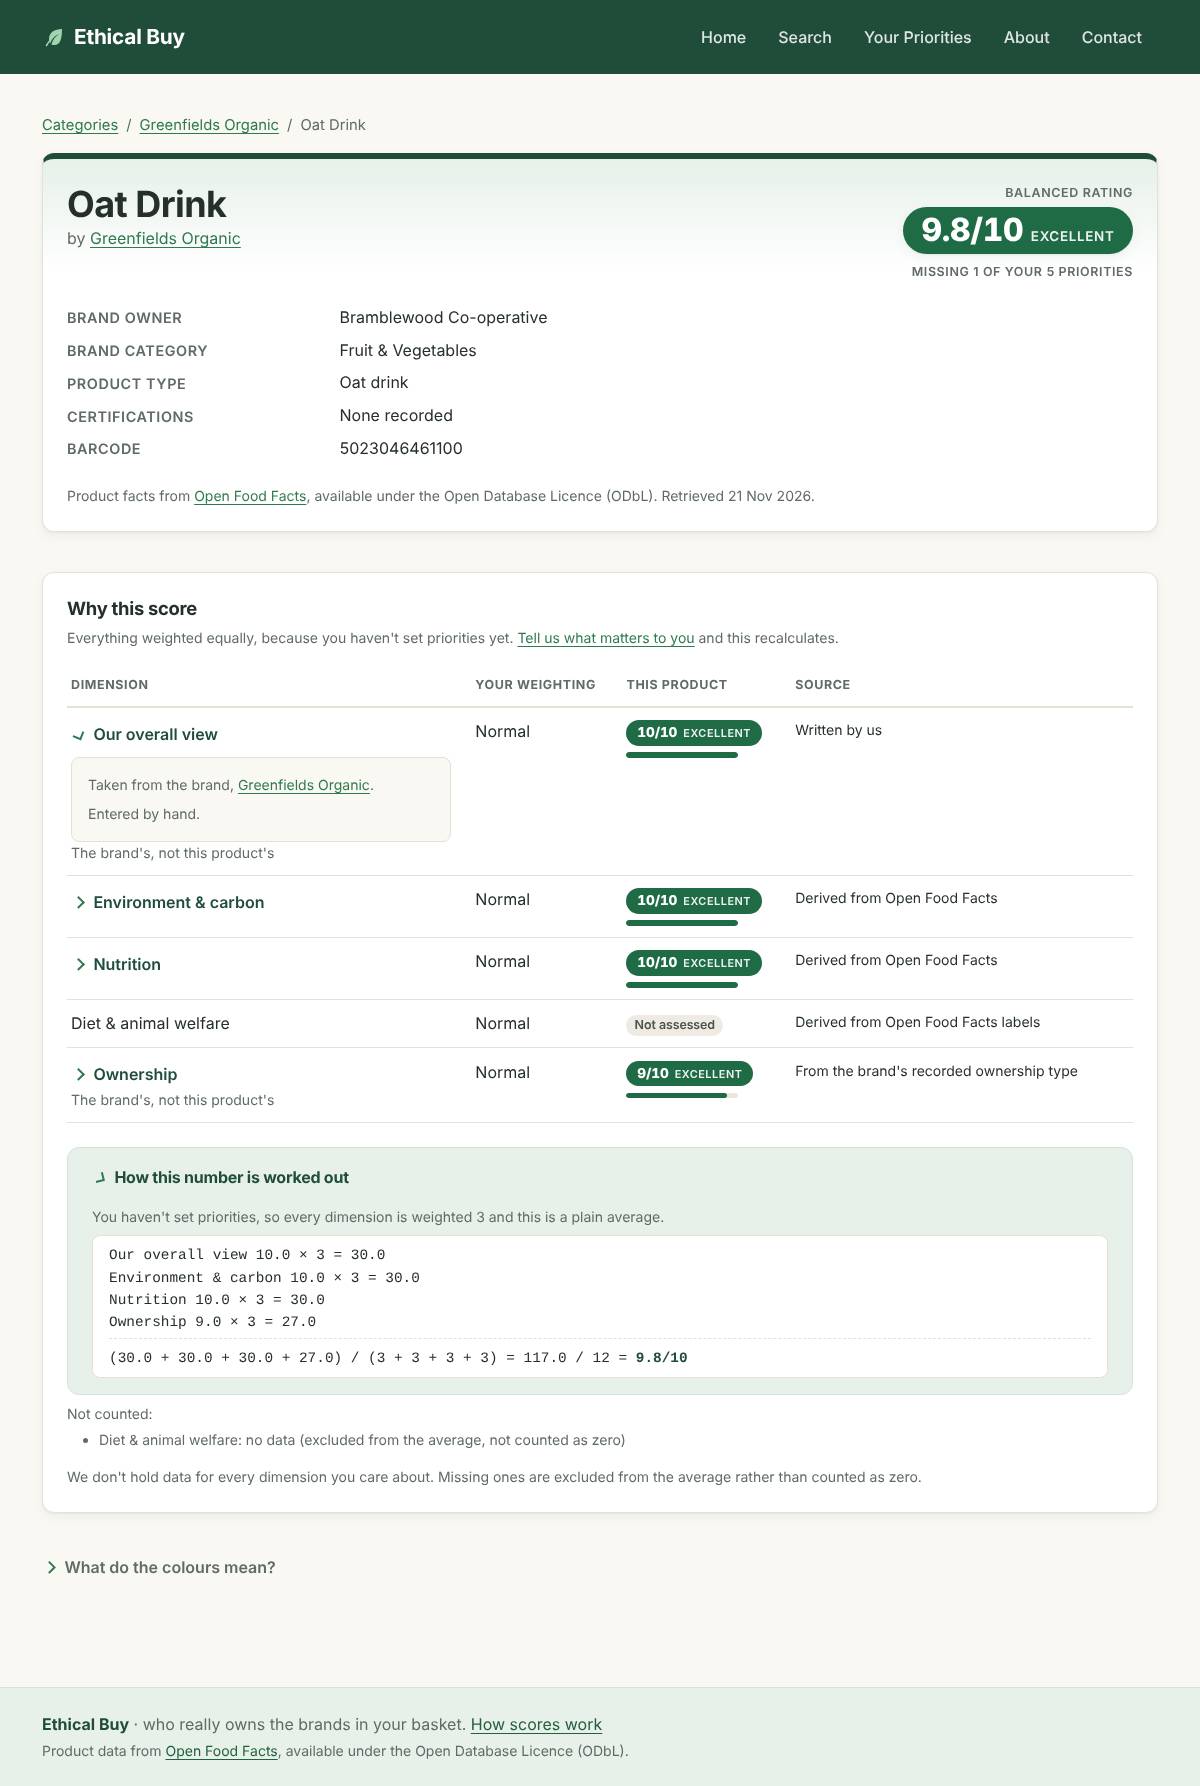 Ethical Buy
Home Search Your Priorities About Contact
Categories / Greenfields Organic / Oat Drink
Oat Drink
by Greenfields Organic
BALANCED RATING
9.8/10 EXCELLENT
MISSING 1 OF YOUR 5 PRIORITIES
BRAND OWNER Bramblewood Co-operative
BRAND CATEGORY Fruit & Vegetables
PRODUCT TYPE Oat drink
CERTIFICATIONS None recorded
BARCODE 5023046461100
Product facts from Open Food Facts, available under the Open Database Licence (ODbL). Retrieved 21 Nov 2026.
Why this score
Everything weighted equally, because you haven't set priorities yet. Tell us what matters to you and this recalculates.
DIMENSION YOUR WEIGHTING THIS PRODUCT SOURCE
Our overall view Normal 10/10 EXCELLENT Written by us
Taken from the brand, Greenfields Organic.
Entered by hand.
The brand's, not this product's
Environment & carbon Normal 10/10 EXCELLENT Derived from Open Food Facts
Nutrition Normal 10/10 EXCELLENT Derived from Open Food Facts
Diet & animal welfare Normal Not assessed Derived from Open Food Facts labels
Ownership Normal 9/10 EXCELLENT From the brand's recorded ownership type
The brand's, not this product's
How this number is worked out
You haven't set priorities, so every dimension is weighted 3 and this is a plain average.
Our overall view 10.0 × 3 = 30.0
Environment & carbon 10.0 × 3 = 30.0
Nutrition 10.0 × 3 = 30.0
Ownership 9.0 × 3 = 27.0
(30.0 + 30.0 + 30.0 + 27.0) / (3 + 3 + 3 + 3) = 117.0 / 12 = 9.8/10
Not counted:
• Diet & animal welfare: no data (excluded from the average, not counted as zero)
We don't hold data for every dimension you care about. Missing ones are excluded from the average rather than counted as zero.
What do the colours mean?
Ethical Buy · who really owns the brands in your basket. How scores work
Product data from Open Food Facts, available under the Open Database Licence (ODbL).